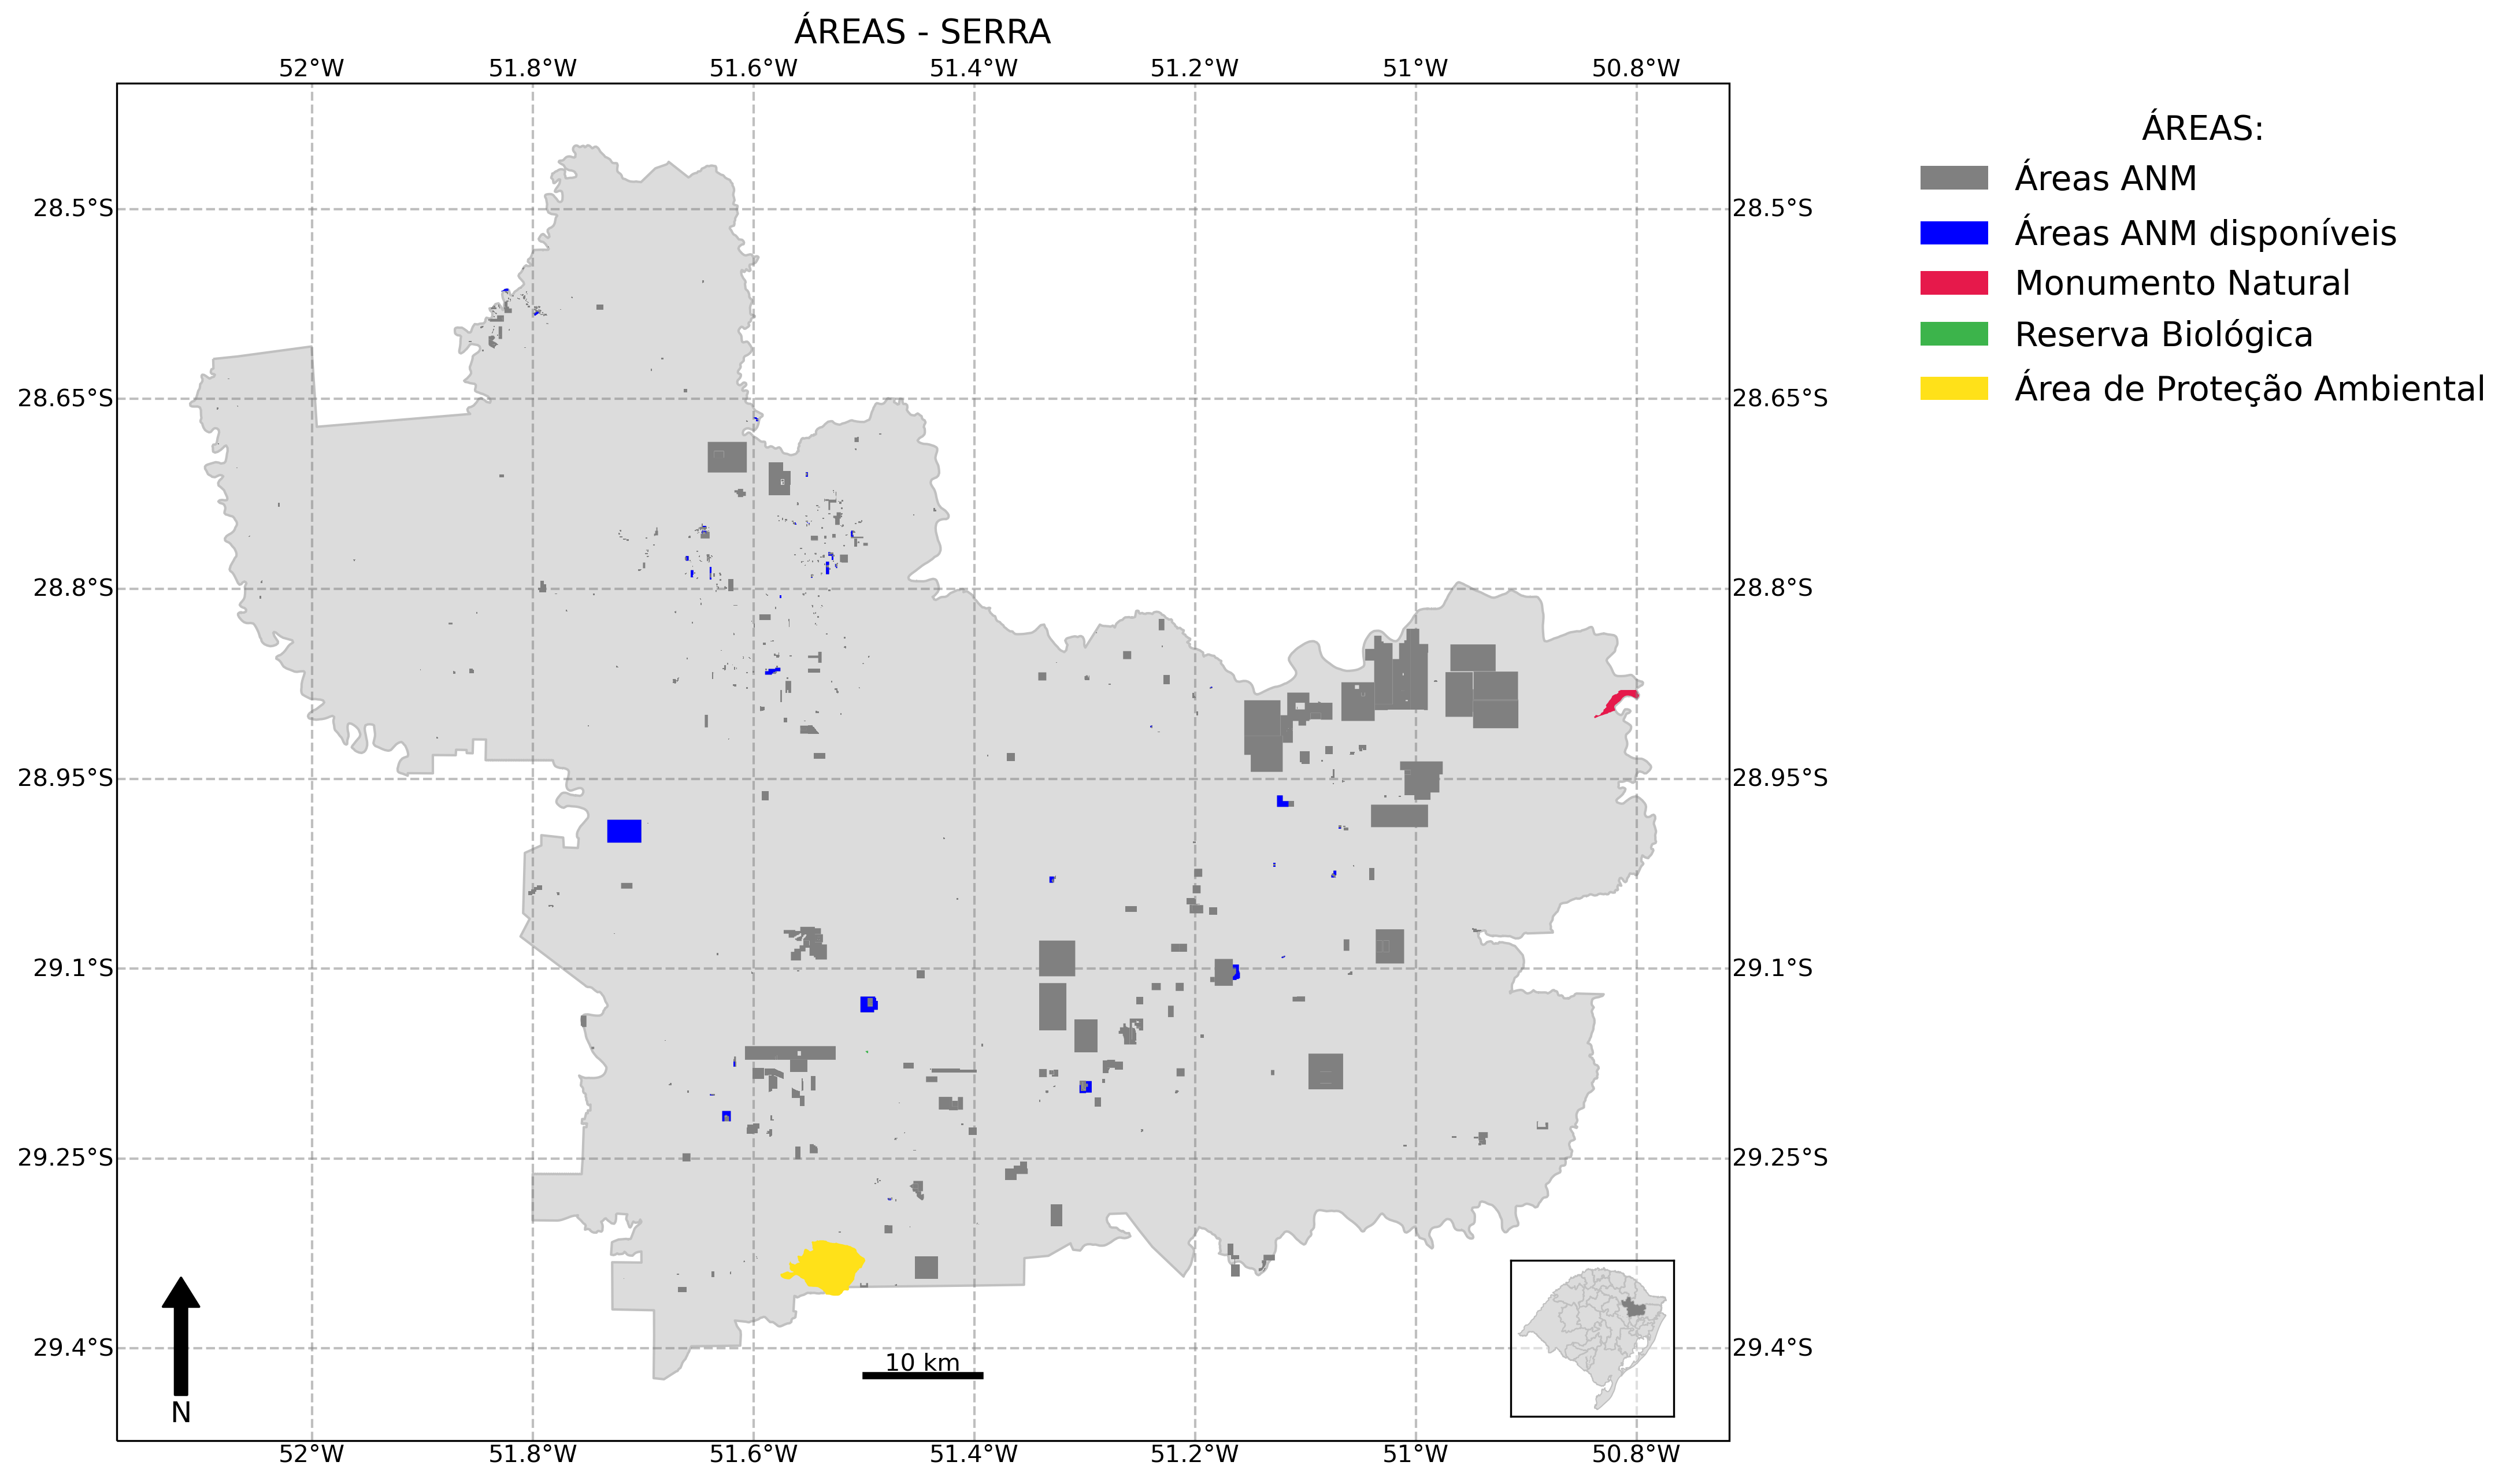 ÁREAS - SERRA
52°W 51.8°W 51.6°W 51.4°W 51.2°W 51°W 50.8°W
ÁREAS:
Áreas ANM
Áreas ANM disponíveis
Monumento Natural
Reserva Biológica
Área de Proteção Ambiental
28.5°S 28.5°S
28.65°S 28.65°S
28.8°S 28.8°S
28.95°S 28.95°S
29.1°S 29.1°S
29.25°S 29.25°S
29.4°S 29.4°S
10 km
N
52°W 51.8°W 51.6°W 51.4°W 51.2°W 51°W 50.8°W